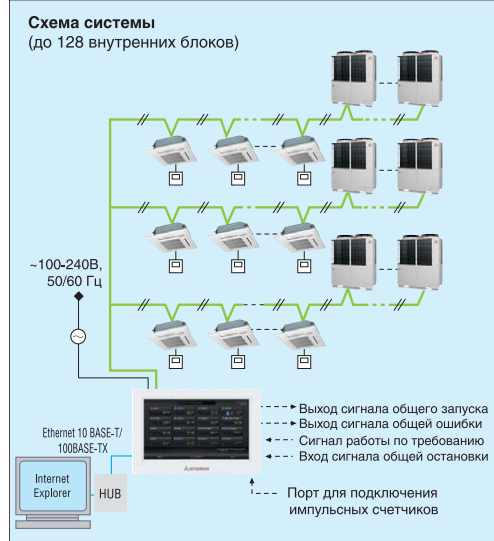 Схема системы
(до 128 внутренних блоков)
~100-240В,
50/60 Гц
Ethernet 10 BASE-T/
100BASE-TX
Internet
Explorer
HUB
Выход сигнала общего запуска
Выход сигнала общей ошибки
Сигнал работы по требованию
Вход сигнала общей остановки
Порт для подключения
импульсных счетчиков